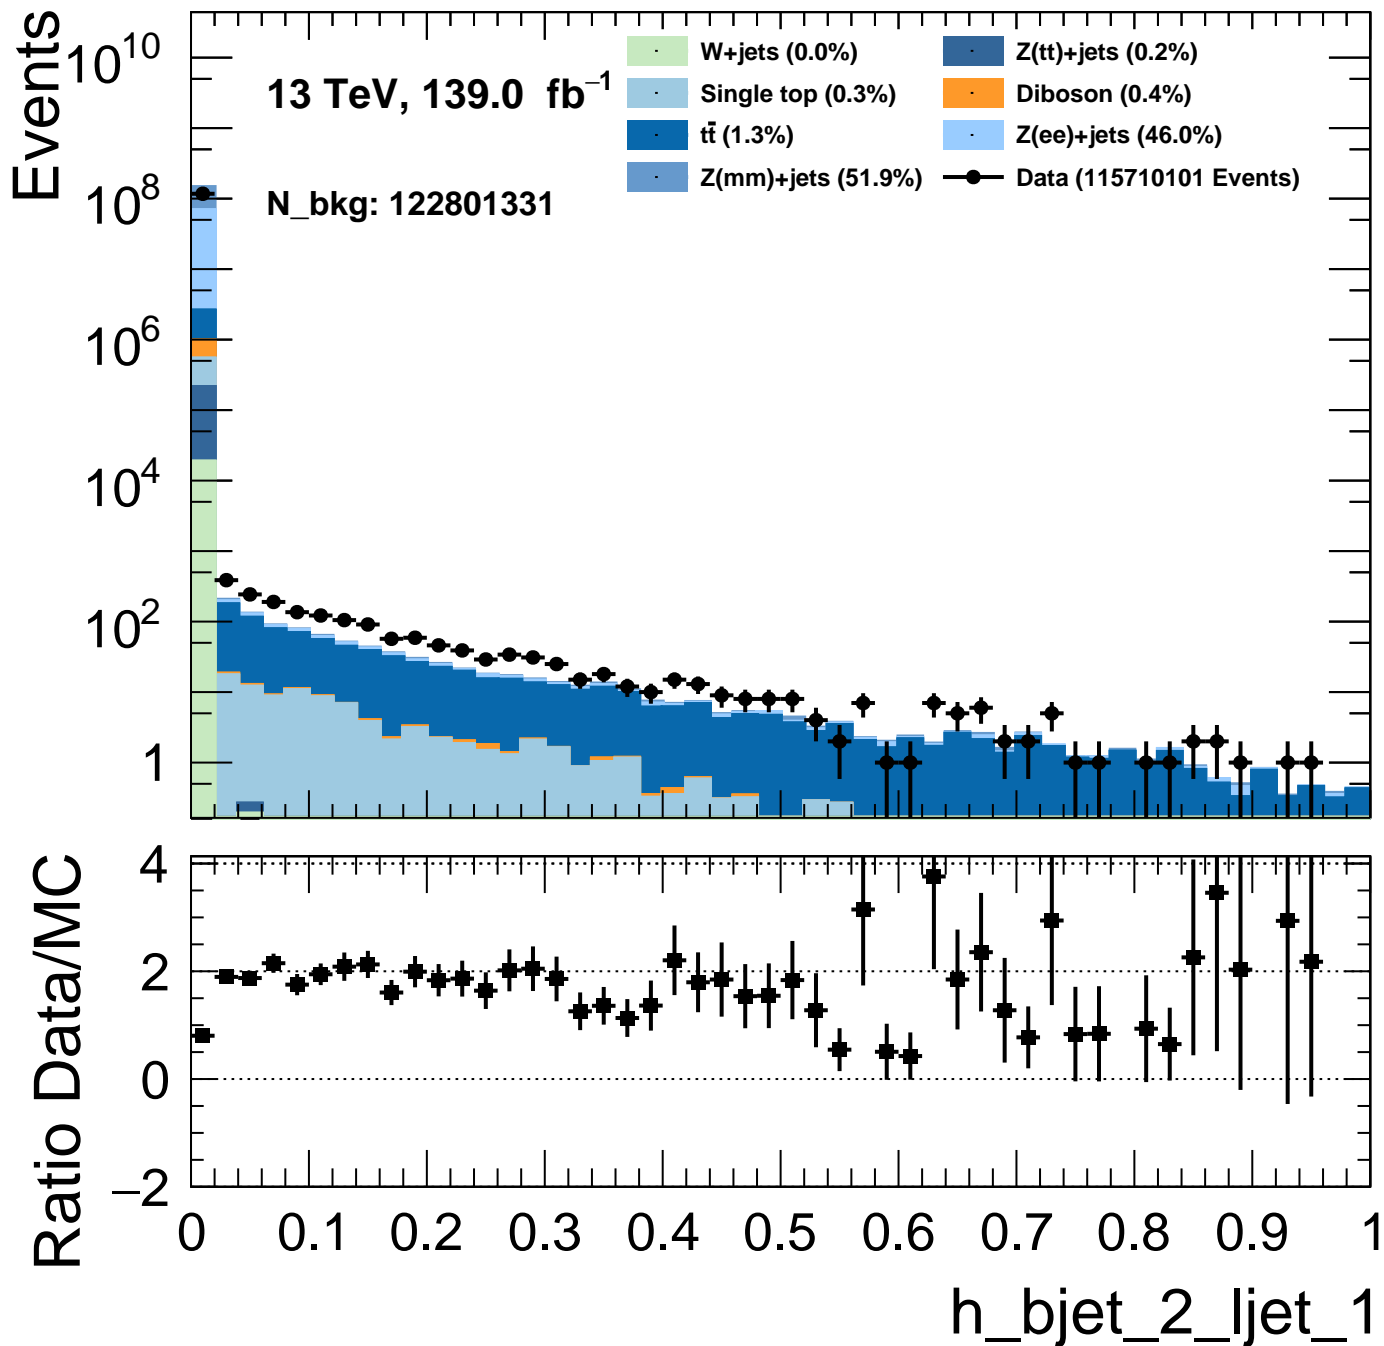 Events
10^10
10^8
10^6
10^4
10^2
1
13 TeV, 139.0 fb^−1
N_bkg: 122801331
W+jets (0.0%)
Z(tt)+jets (0.2%)
Single top (0.3%)
Diboson (0.4%)
tt̄ (1.3%)
Z(ee)+jets (46.0%)
Z(mm)+jets (51.9%)
Data (115710101 Events)
Ratio Data/MC
4
2
0
−2
0 0.1 0.2 0.3 0.4 0.5 0.6 0.7 0.8 0.9 1
h_bjet_2_ljet_1